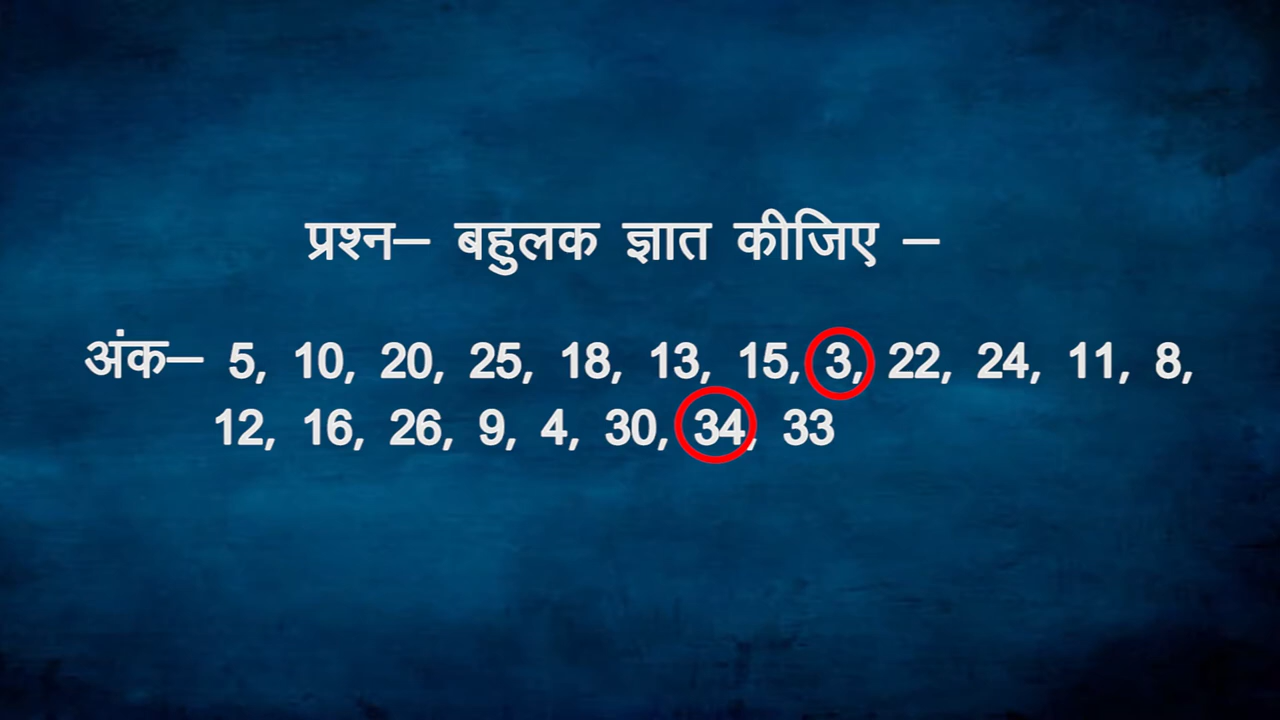 प्रश्न– बहुलक ज्ञात कीजिए –
अंक– 5, 10, 20, 25, 18, 13, 15, 3, 22, 24, 11, 8,
12, 16, 26, 9, 4, 30, 34, 33